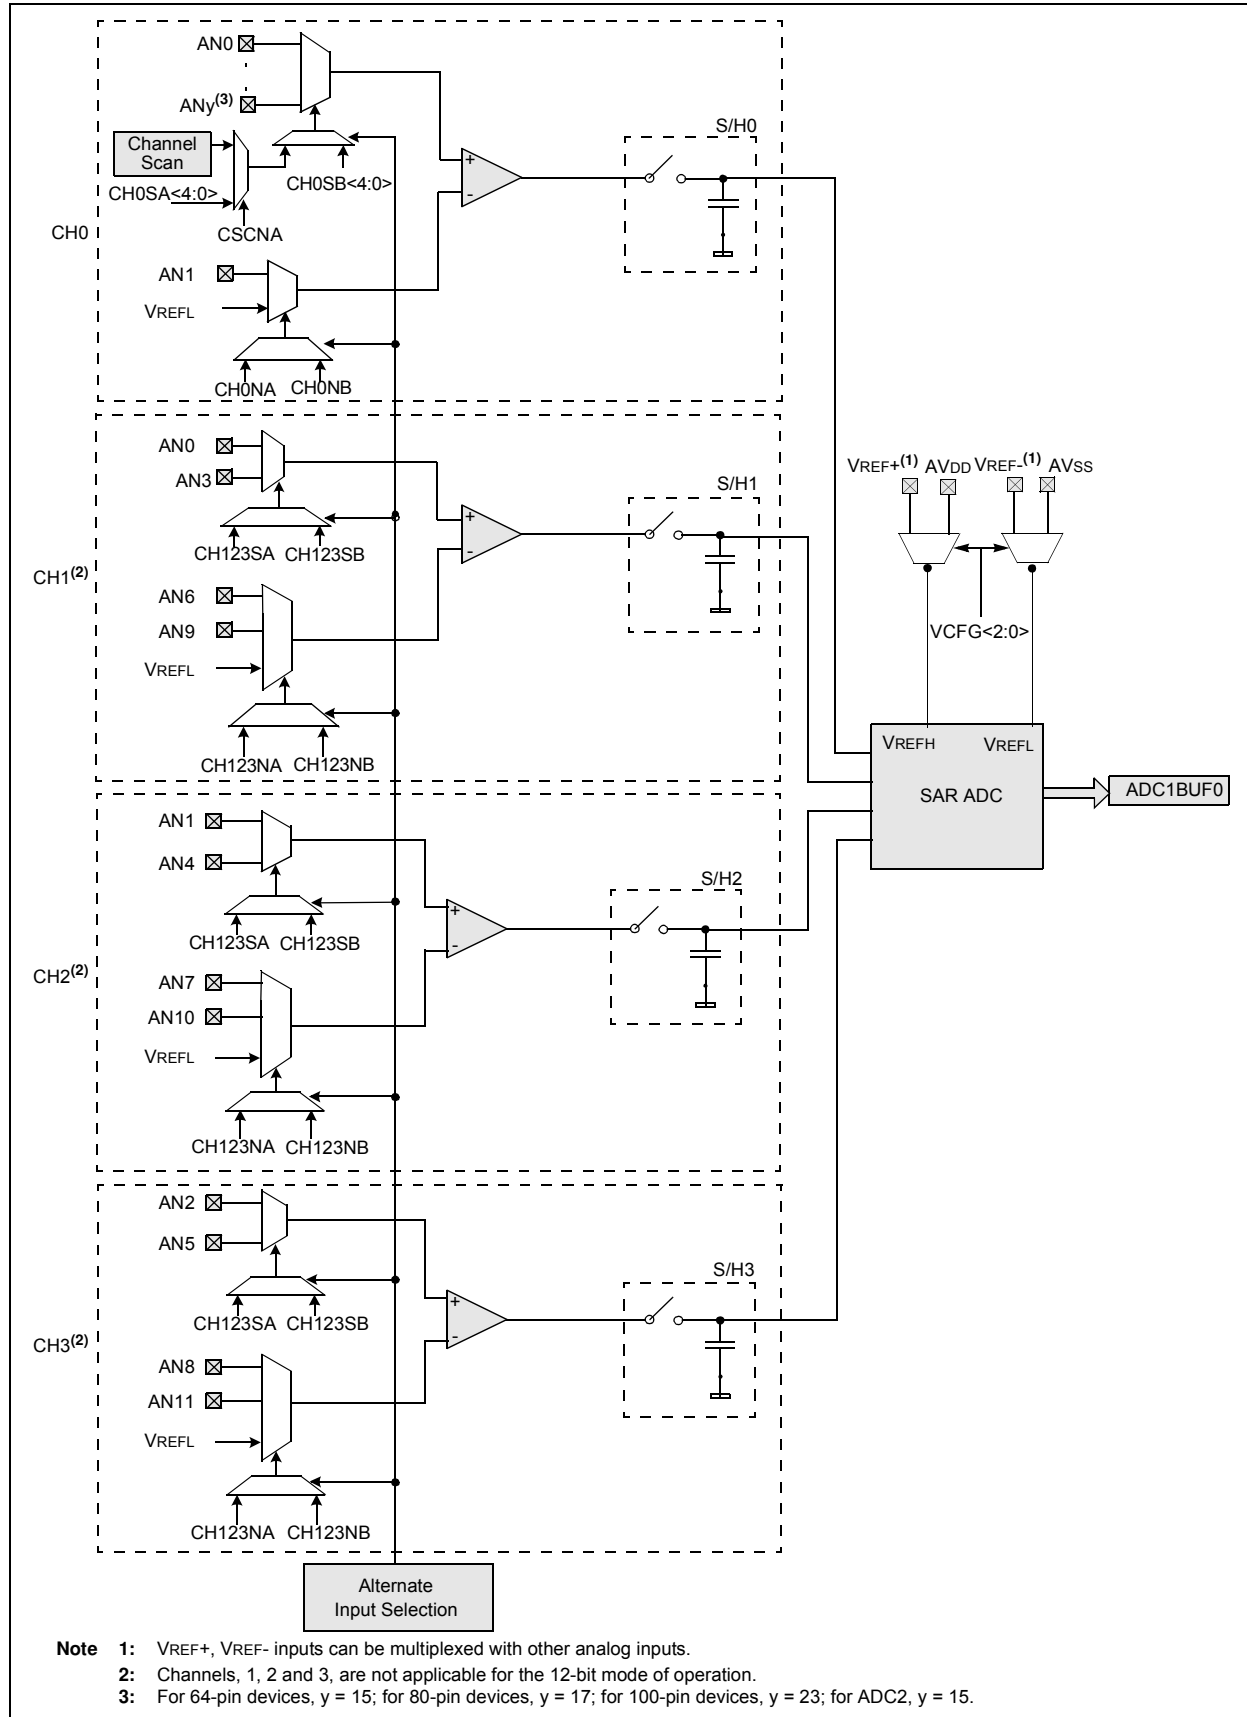 AN0
ANy(3)
S/H0
Channel
Scan
CH0SA<4:0>
CH0SB<4:0>
+
-
CSCNA
CH0
AN1
VREFL
CH0NA
CH0NB
AN0
AN3
CH123SA
CH123SB
+
-
S/H1
CH1(2)
AN6
AN9
VREFL
CH123NA
CH123NB
VREF+(1)
AVDD
VREF-(1)
AVSS
VCFG<2:0>
VREFH
VREFL
SAR ADC
ADC1BUF0
AN1
AN4
CH123SA
CH123SB
+
-
S/H2
CH2(2)
AN7
AN10
VREFL
CH123NA
CH123NB
AN2
AN5
CH123SA
CH123SB
+
-
S/H3
CH3(2)
AN8
AN11
VREFL
CH123NA
CH123NB
Alternate
Input Selection
Note 1: VREF+, VREF- inputs can be multiplexed with other analog inputs.
2: Channels, 1, 2 and 3, are not applicable for the 12-bit mode of operation.
3: For 64-pin devices, y = 15; for 80-pin devices, y = 17; for 100-pin devices, y = 23; for ADC2, y = 15.